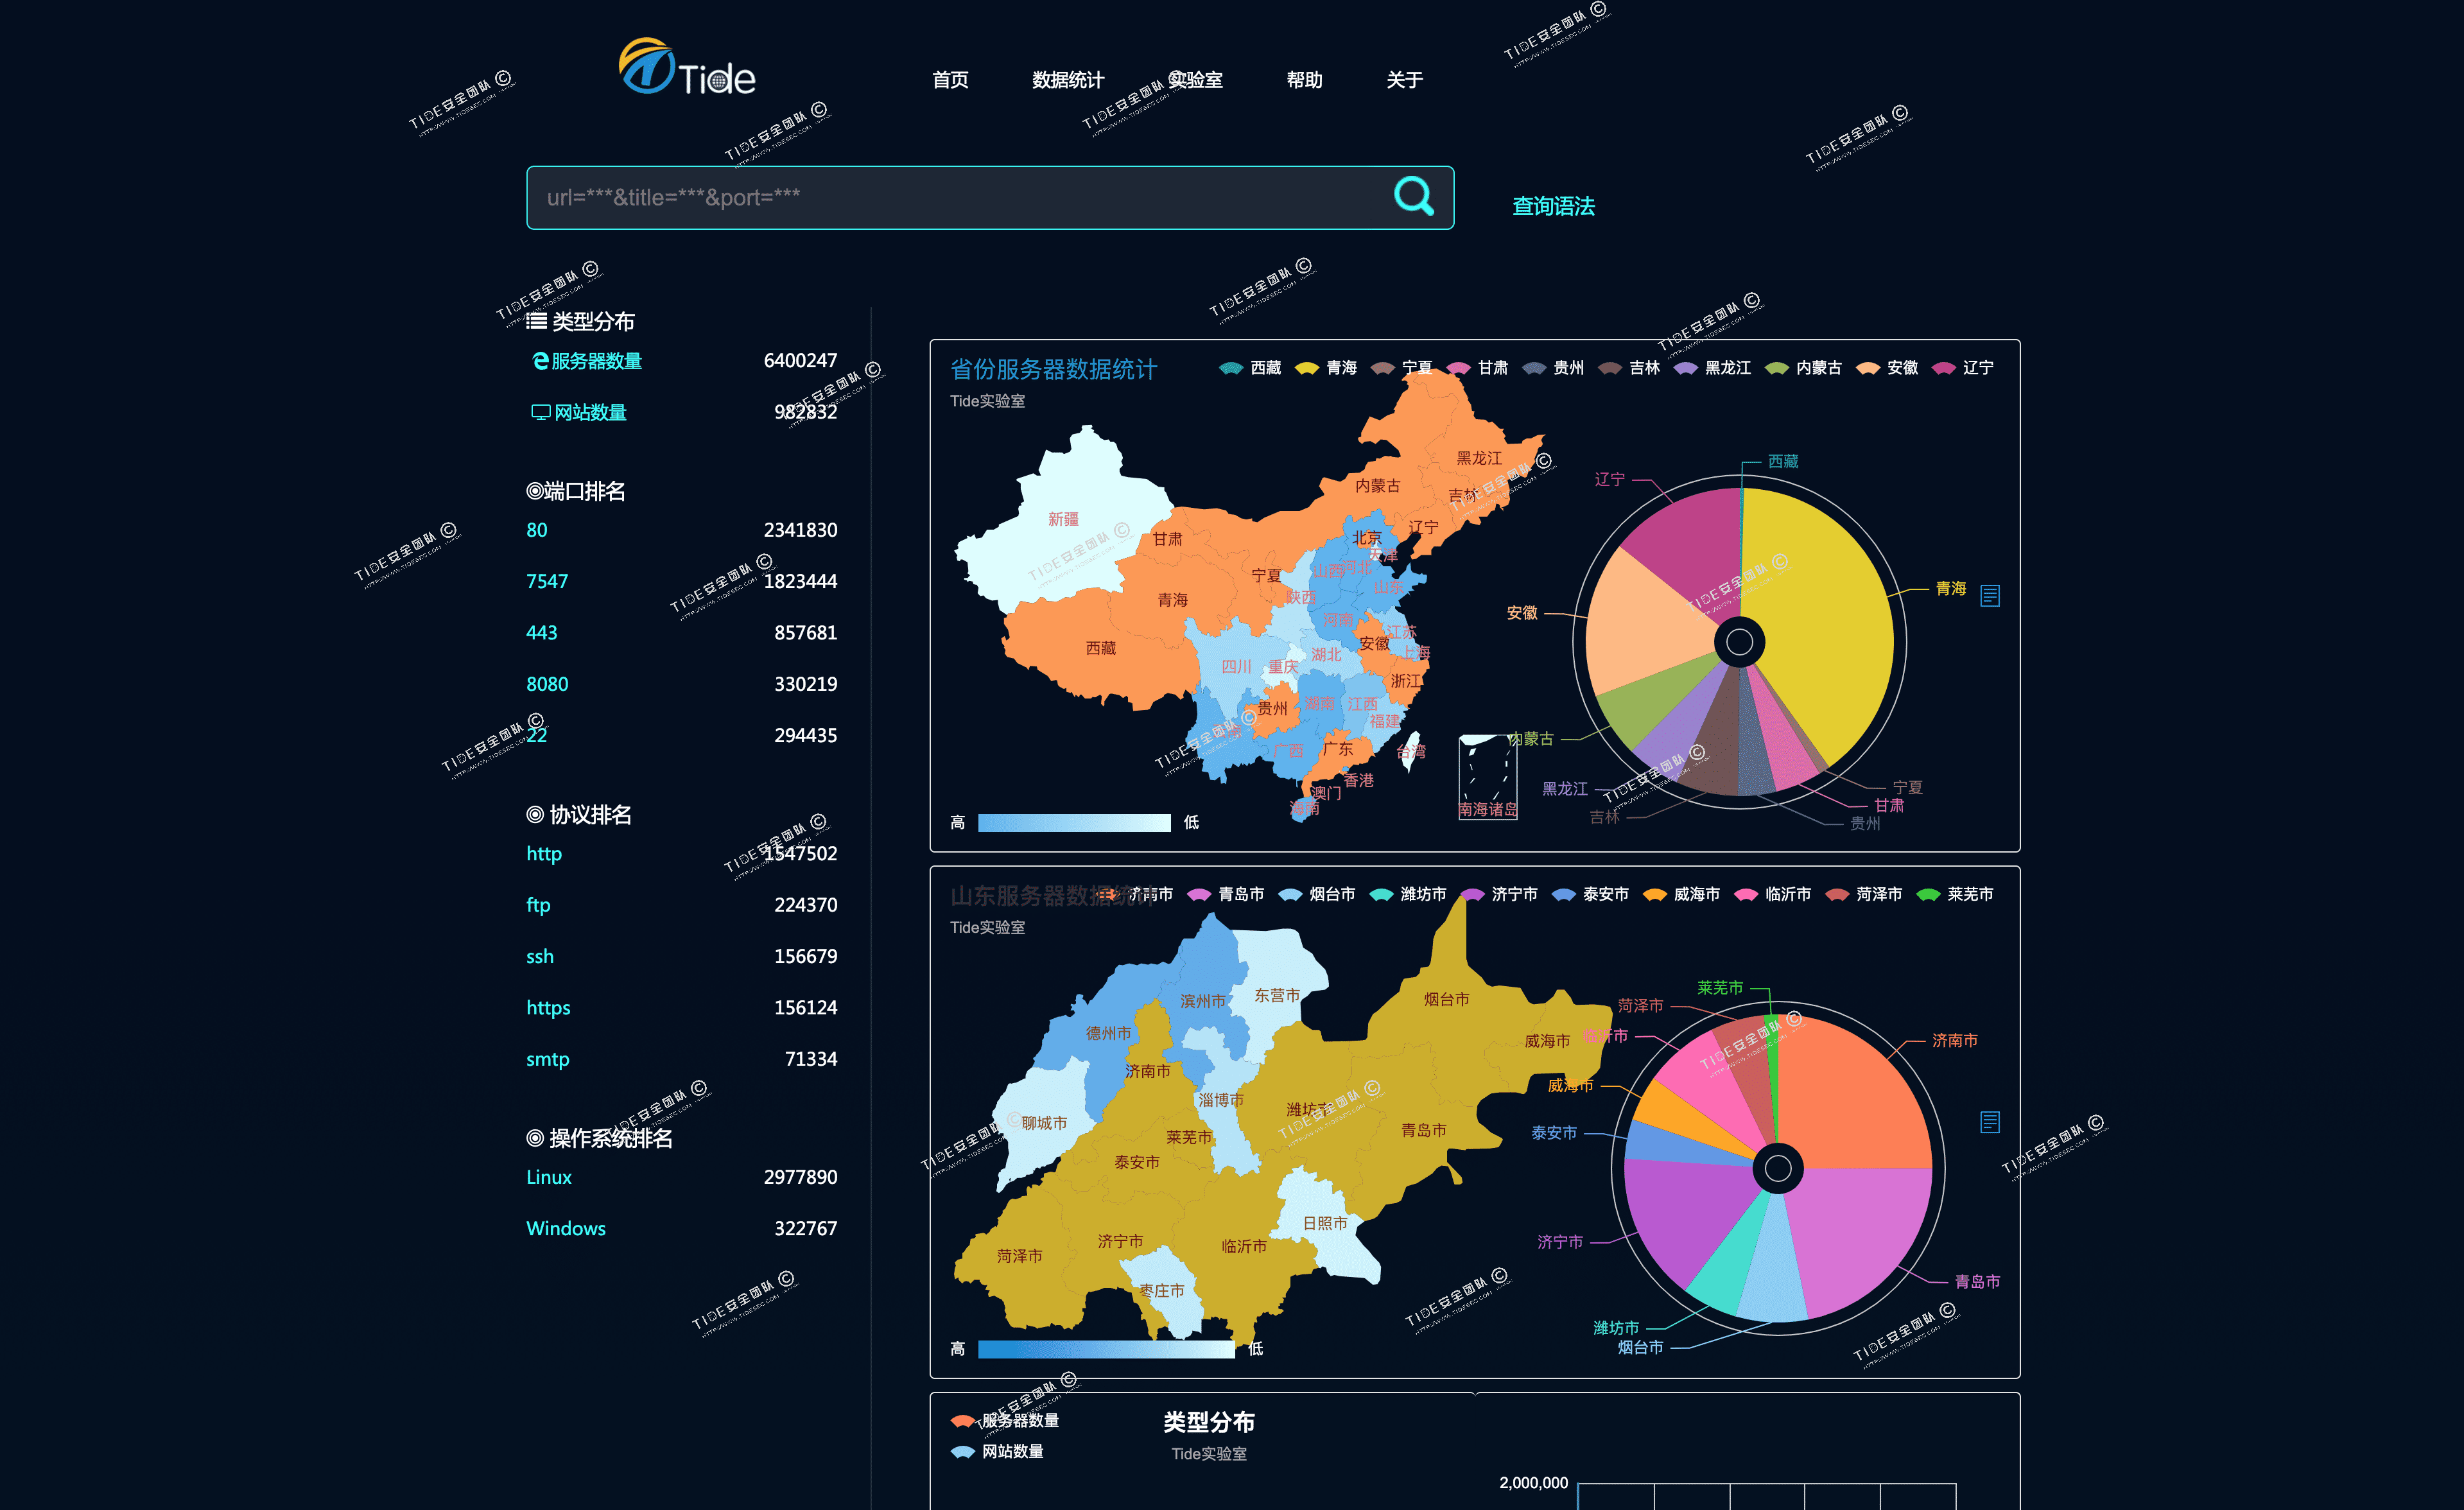 Tide
首页
数据统计
实验室
帮助
关于
url=***&title=***&port=***
查询语法
类型分布
服务器数量 6400247
网站数量 982832
端口排名
80 2341830
7547 1823444
443 857681
8080 330219
22 294435
协议排名
http 1547502
ftp 224370
ssh 156679
https 156124
smtp 71334
操作系统排名
Linux 2977890
Windows 322767
省份服务器数据统计
Tide实验室
西藏 青海 宁夏 甘肃 贵州 吉林 黑龙江 内蒙古 安徽 辽宁
黑龙江
内蒙古
吉林
新疆
辽宁
甘肃
北京
天津
宁夏
山西
河北
山东
青海
陕西
河南
江苏
安徽
西藏
上海
湖北
四川
重庆
浙江
湖南
江西
贵州
福建
广西
广东
台湾
香港
澳门
海南
南海诸岛
高
低
西藏
辽宁
青海
安徽
内蒙古
黑龙江
吉林
宁夏
甘肃
贵州
山东服务器数据统计
Tide实验室
济南市 青岛市 烟台市 潍坊市 济宁市 泰安市 威海市 临沂市 菏泽市 莱芜市
滨州市
东营市
烟台市
德州市
威海市
济南市
淄博市
潍坊市
聊城市
青岛市
莱芜市
泰安市
日照市
济宁市
临沂市
菏泽市
枣庄市
高
低
莱芜市
菏泽市
临沂市
济南市
威海市
泰安市
济宁市
青岛市
潍坊市
烟台市
服务器数量
网站数量
类型分布
Tide实验室
2,000,000
TIDE安全团队 ©
HTTP://WWW.TIDESEC.COM